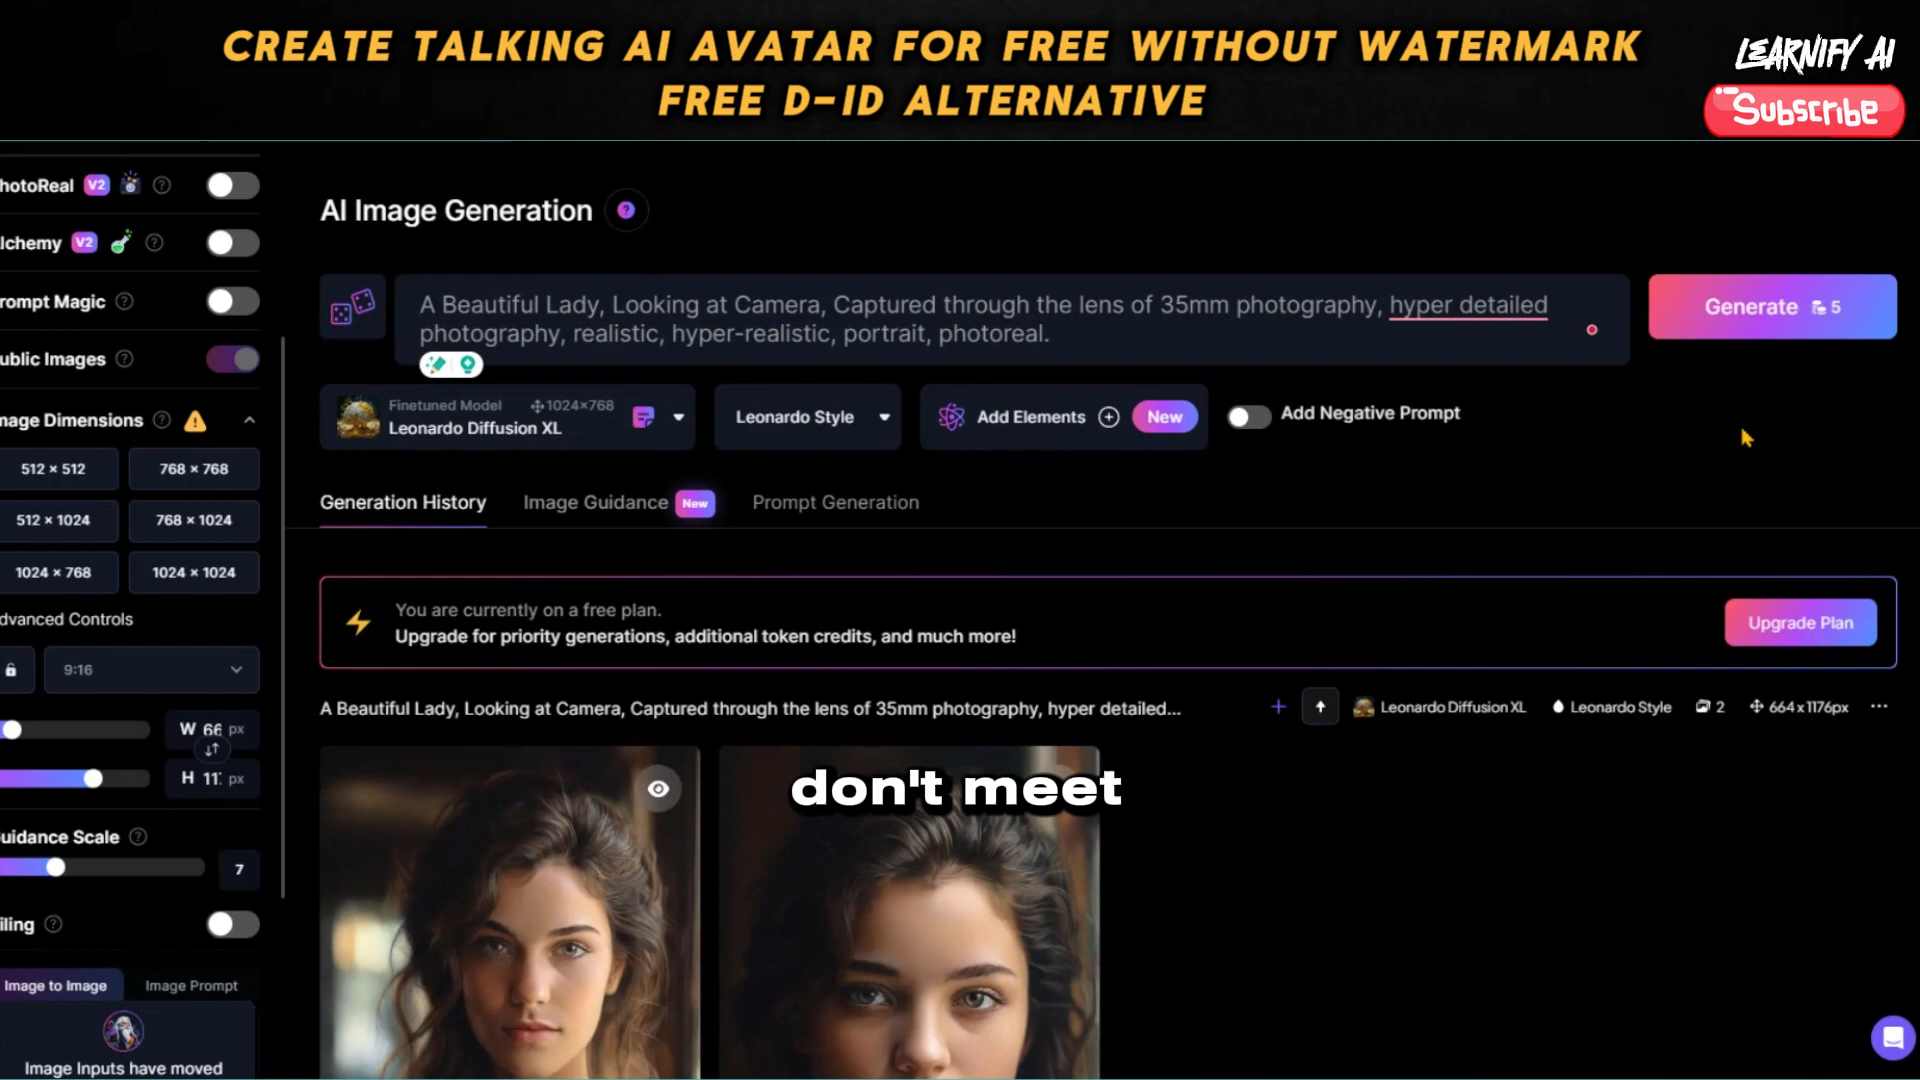 CREATE TALKING AI AVATAR FOR FREE WITHOUT WATERMARK
FREE D-ID ALTERNATIVE
LEARNIFY AI
Subscribe
hotoReal V2
lchemy V2
rompt Magic
ublic Images
mage Dimensions
512 × 512
768 × 768
512 × 1024
768 × 1024
1024 × 768
1024 × 1024
dvanced Controls
9:16
W 66 px
H 11 px
uidance Scale
7
iling
Image to Image
Image Prompt
Image Inputs have moved
AI Image Generation
A Beautiful Lady, Looking at Camera, Captured through the lens of 35mm photography, hyper detailed
photography, realistic, hyper-realistic, portrait, photoreal.
Generate 5
Finetuned Model 1024×768
Leonardo Diffusion XL
Leonardo Style
Add Elements New
Add Negative Prompt
Generation History
Image Guidance New
Prompt Generation
You are currently on a free plan.
Upgrade for priority generations, additional token credits, and much more!
Upgrade Plan
A Beautiful Lady, Looking at Camera, Captured through the lens of 35mm photography, hyper detailed...
Leonardo Diffusion XL
Leonardo Style
2
664x1176px
don't meet